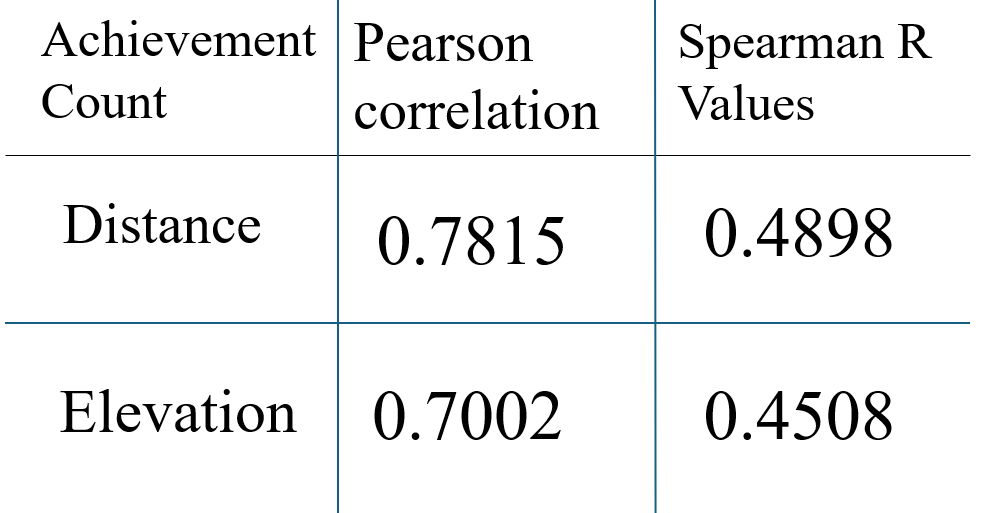 Achievement Count
Pearson correlation
Spearman R Values
Distance
0.7815
0.4898
Elevation
0.7002
0.4508